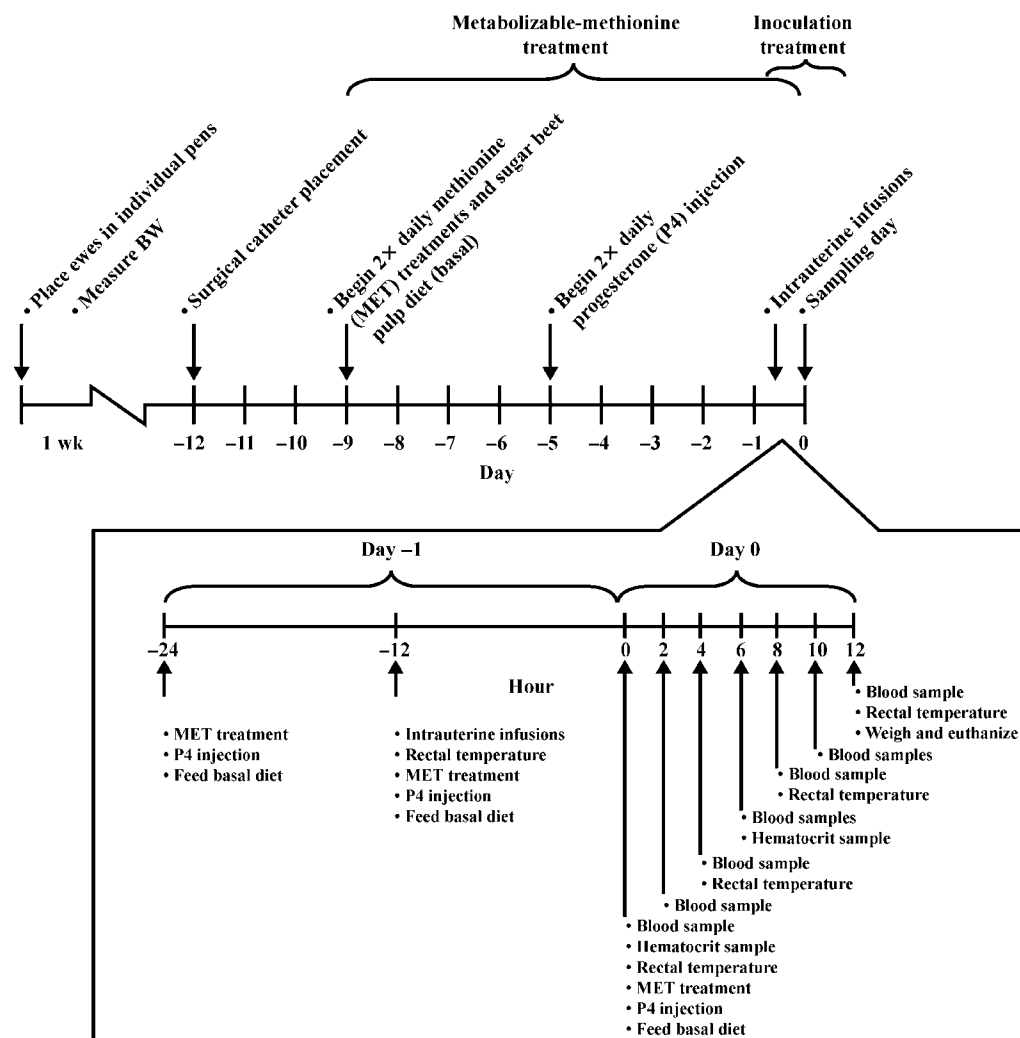 Metabolizable-methionine
treatment
Inoculation
treatment
• Place ewes in individual pens
• Measure BW
• Surgical catheter placement
• Begin 2× daily methionine
(MET) treatments and sugar beet
pulp diet (basal)
• Begin 2× daily
progesterone (P4) injection
• Intrauterine infusions
• Sampling day
1 wk
–12 –11 –10 –9 –8 –7 –6 –5 –4 –3 –2 –1 0
Day
Day –1
Day 0
–24 –12 0 2 4 6 8 10 12
Hour
• MET treatment
• P4 injection
• Feed basal diet
• Intrauterine infusions
• Rectal temperature
• MET treatment
• P4 injection
• Feed basal diet
• Blood sample
• Rectal temperature
• Weigh and euthanize
• Blood samples
• Blood sample
• Rectal temperature
• Blood samples
• Hematocrit sample
• Blood sample
• Rectal temperature
• Blood sample
• Blood sample
• Hematocrit sample
• Rectal temperature
• MET treatment
• P4 injection
• Feed basal diet